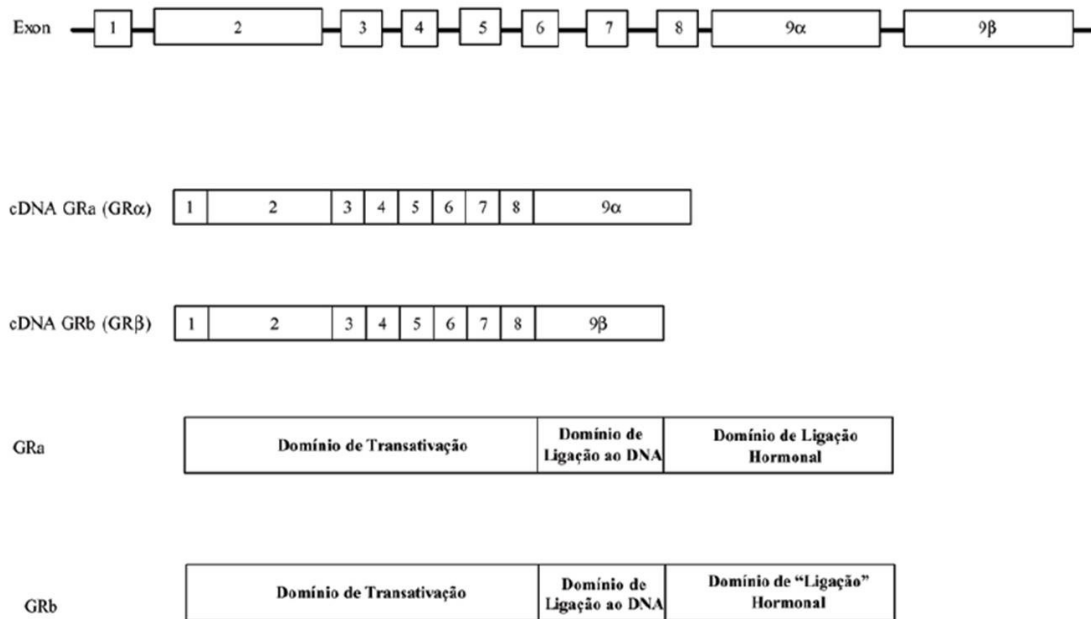 Exon 1 2 3 4 5 6 7 8 9α 9β
cDNA GRa (GRα) 1 2 3 4 5 6 7 8 9α
cDNA GRb (GRβ) 1 2 3 4 5 6 7 8 9β
GRa
Domínio de Transativação
Domínio de
Ligação ao DNA
Domínio de Ligação
Hormonal
GRb
Domínio de Transativação
Domínio de
Ligação ao DNA
Domínio de “Ligação”
Hormonal